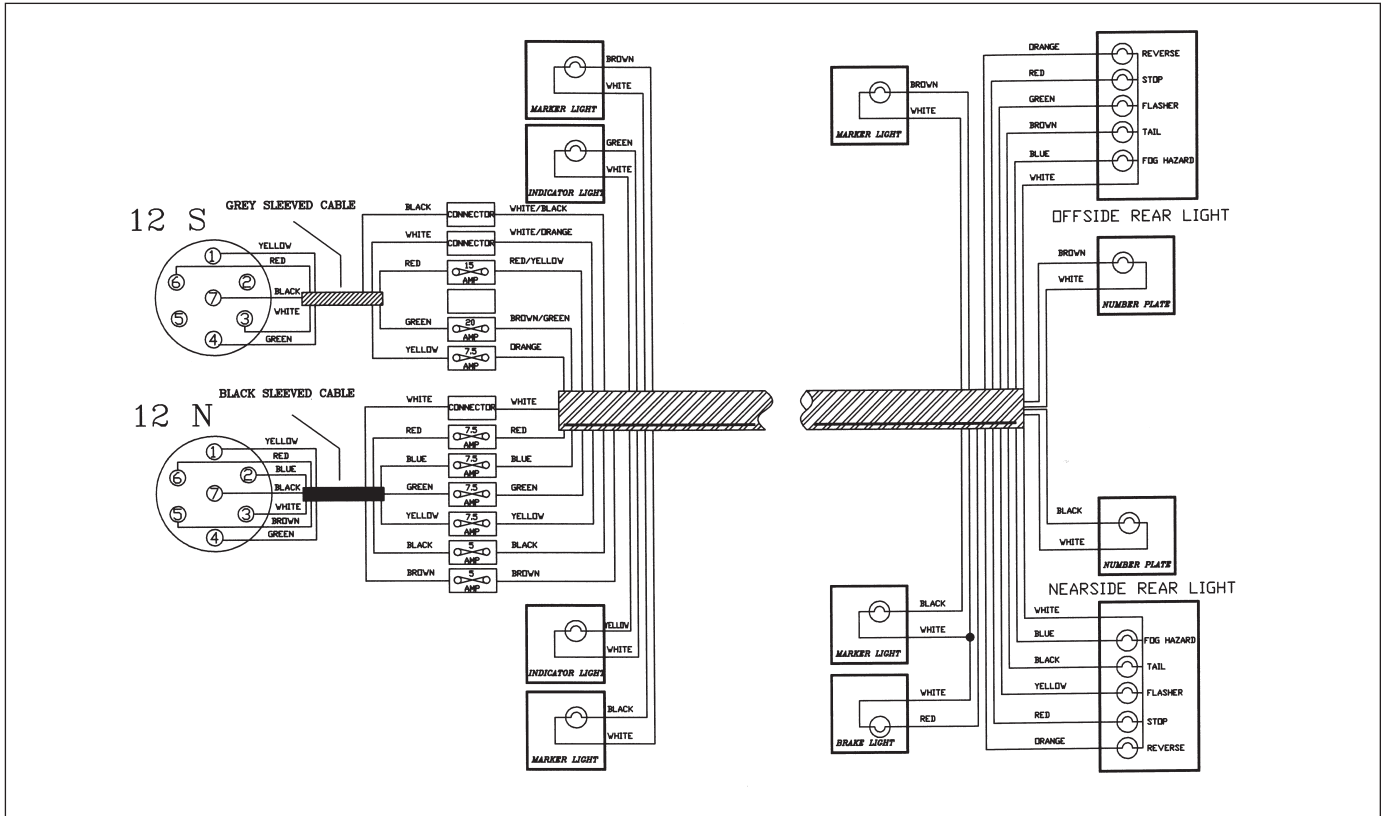 BROWN
WHITE
MARKER LIGHT
GREEN
WHITE
INDICATOR LIGHT
12 S
GREY SLEEVED CABLE
YELLOW
RED
BLACK
WHITE
GREEN
1
6
2
7
5
3
4
BLACK
CONNECTOR
WHITE/BLACK
WHITE
CONNECTOR
WHITE/ORANGE
RED
15
AMP
RED/YELLOW
GREEN
20
AMP
BROWN/GREEN
YELLOW
7.5
AMP
ORANGE
12 N
BLACK SLEEVED CABLE
YELLOW
RED
BLUE
BLACK
WHITE
BROWN
GREEN
1
6
2
7
5
3
4
WHITE
CONNECTOR
WHITE
RED
7.5
AMP
RED
BLUE
7.5
AMP
BLUE
GREEN
7.5
AMP
GREEN
YELLOW
7.5
AMP
YELLOW
BLACK
5
AMP
BLACK
BROWN
5
AMP
BROWN
YELLOW
WHITE
INDICATOR LIGHT
BLACK
WHITE
MARKER LIGHT
BROWN
WHITE
MARKER LIGHT
ORANGE
REVERSE
RED
STOP
GREEN
FLASHER
BROWN
TAIL
BLUE
FOG HAZARD
WHITE
OFFSIDE REAR LIGHT
BROWN
WHITE
NUMBER PLATE
BLACK
WHITE
NUMBER PLATE
NEARSIDE REAR LIGHT
BLACK
WHITE
MARKER LIGHT
WHITE
RED
BRAKE LIGHT
WHITE
BLUE
FOG HAZARD
BLACK
TAIL
YELLOW
FLASHER
RED
STOP
ORANGE
REVERSE